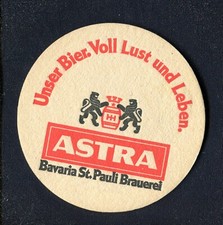 Unser Bier. Voll Lust und Leben.
ASTRA
Bavaria St. Pauli Brauerei